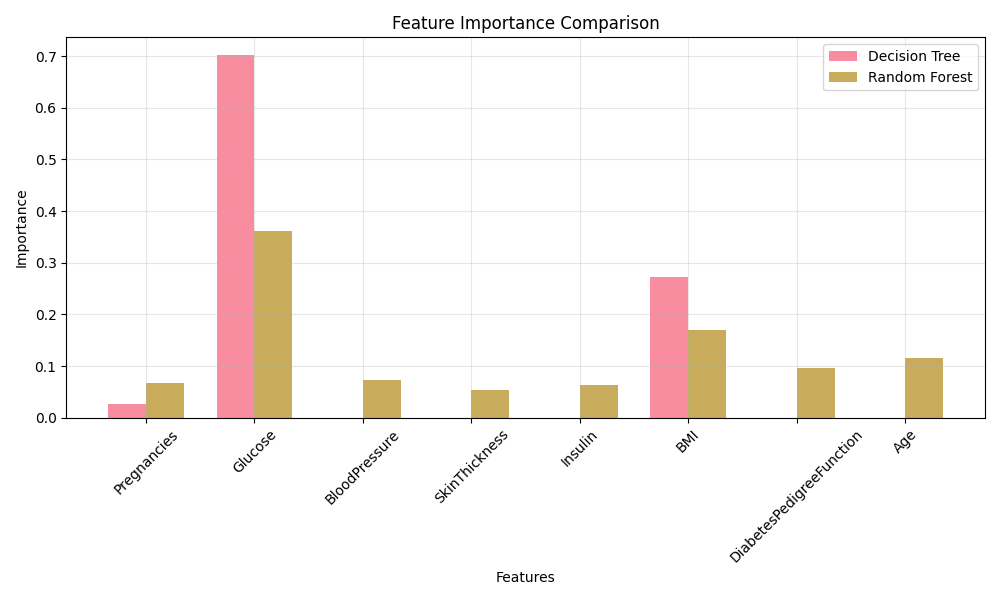 Feature Importance Comparison
Decision Tree
Random Forest
Importance
0.7
0.6
0.5
0.4
0.3
0.2
0.1
0.0
Pregnancies
Glucose
BloodPressure
SkinThickness
Insulin
BMI
DiabetesPedigreeFunction
Age
Features